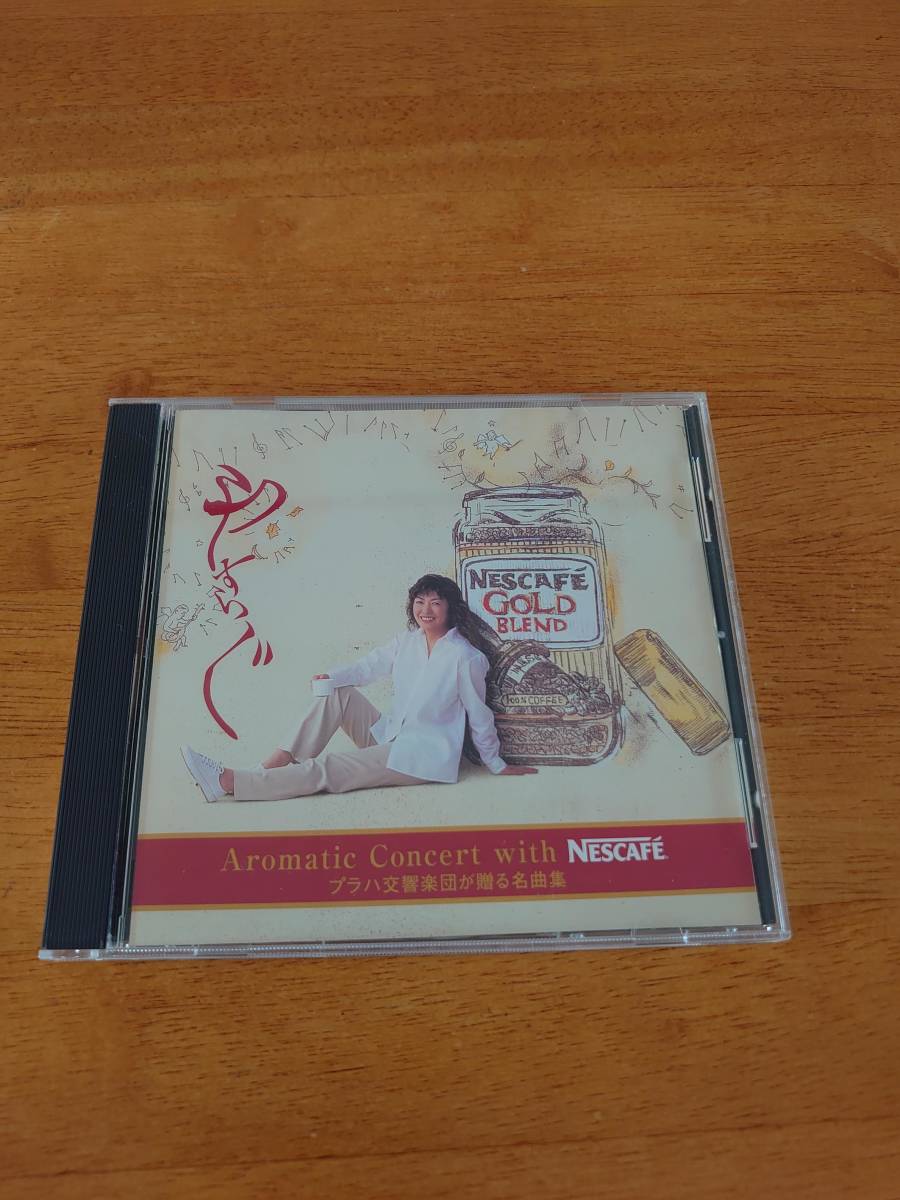 やすらぎ
NESCAFÉ
GOLD
BLEND
100% COFFEE
Aromatic Concert with NESCAFÉ
プラハ交響楽団が贈る名曲集